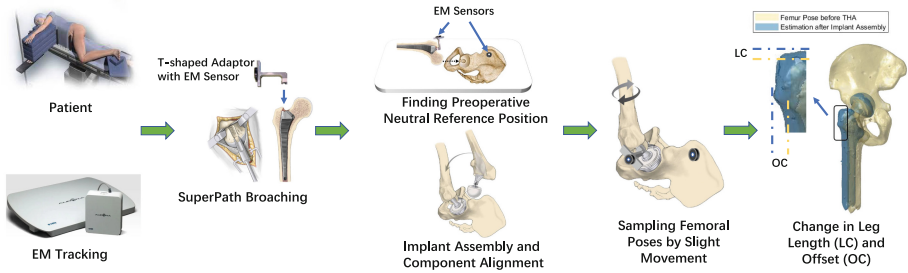 Patient
EM Tracking
T-shaped Adaptor
with EM Sensor
SuperPath Broaching
EM Sensors
Finding Preoperative
Neutral Reference Position
Implant Assembly and
Component Alignment
Sampling Femoral
Poses by Slight
Movement
Femur Pose before THA
Estimation after Implant Assembly
LC
OC
Change in Leg
Length (LC) and
Offset (OC)